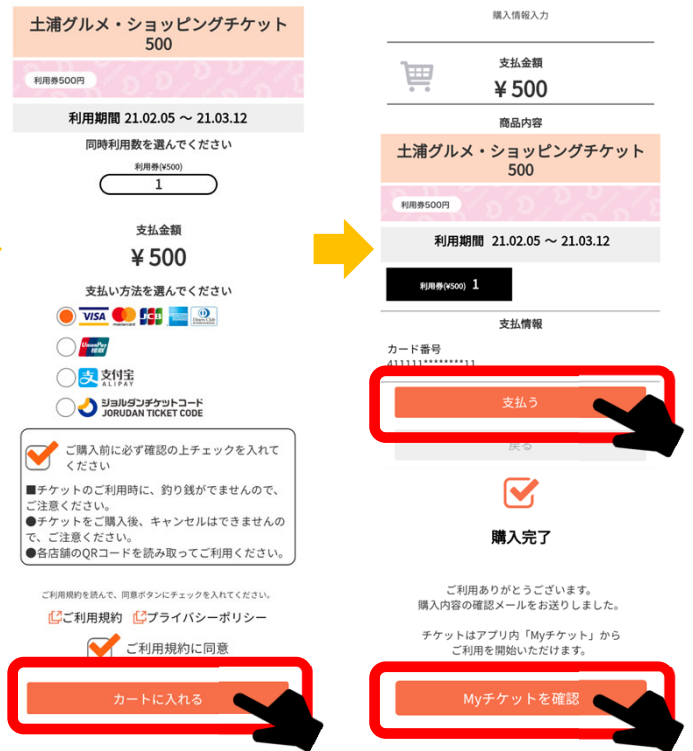 土浦グルメ・ショッピングチケット
500
利用券500円
利用期間 21.02.05 ～ 21.03.12
同時利用数を選んでください
利用券(¥500)
1
支払金額
¥ 500
支払い方法を選んでください
VISA mastercard JCB AMERICAN EXPRESS Diners Club INTERNATIONAL
UnionPay 银联
支 支付宝
ALIPAY
ジョルダンチケットコード
JORUDAN TICKET CODE
ご購入前に必ず確認の上チェックを入れて
ください
■チケットのご利用時に、釣り銭がでませんので、
ご注意ください。
●チケットをご購入後、キャンセルはできませんの
で、ご注意ください。
●各店舗のQRコードを読み取ってご利用ください。
ご利用規約を読んで、同意ボタンにチェックを入れてください。
ご利用規約 プライバシーポリシー
ご利用規約に同意
カートに入れる
購入情報入力
支払金額
¥ 500
商品内容
土浦グルメ・ショッピングチケット
500
利用券500円
利用期間 21.02.05 ～ 21.03.12
利用券(¥500) 1
支払情報
カード番号
411111********11
支払う
戻る
購入完了
ご利用ありがとうございます。
購入内容の確認メールをお送りしました。
チケットはアプリ内「Myチケット」から
ご利用を開始いただけます。
Myチケットを確認